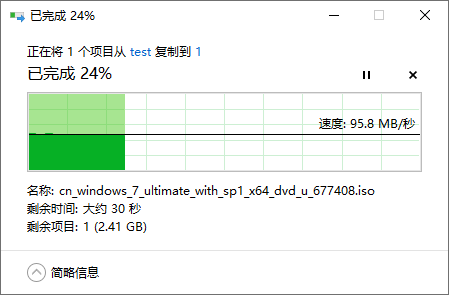 已完成 24%
正在将 1 个项目从 test 复制到 1
已完成 24%
速度: 95.8 MB/秒
名称: cn_windows_7_ultimate_with_sp1_x64_dvd_u_677408.iso
剩余时间: 大约 30 秒
剩余项目: 1 (2.41 GB)
简略信息